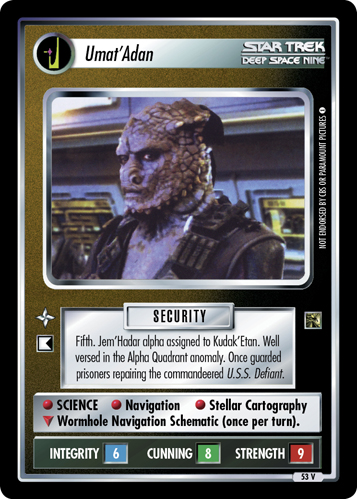 Umat'Adan
STAR TREK
DEEP SPACE NINE
NOT ENDORSED BY CBS OR PARAMOUNT PICTURES
SECURITY
Fifth. Jem'Hadar alpha assigned to Kudak'Etan. Well
versed in the Alpha Quadrant anomaly. Once guarded
prisoners repairing the commandeered U.S.S. Defiant.
SCIENCE Navigation Stellar Cartography
Wormhole Navigation Schematic (once per turn).
INTEGRITY 6 CUNNING 8 STRENGTH 9
53 V